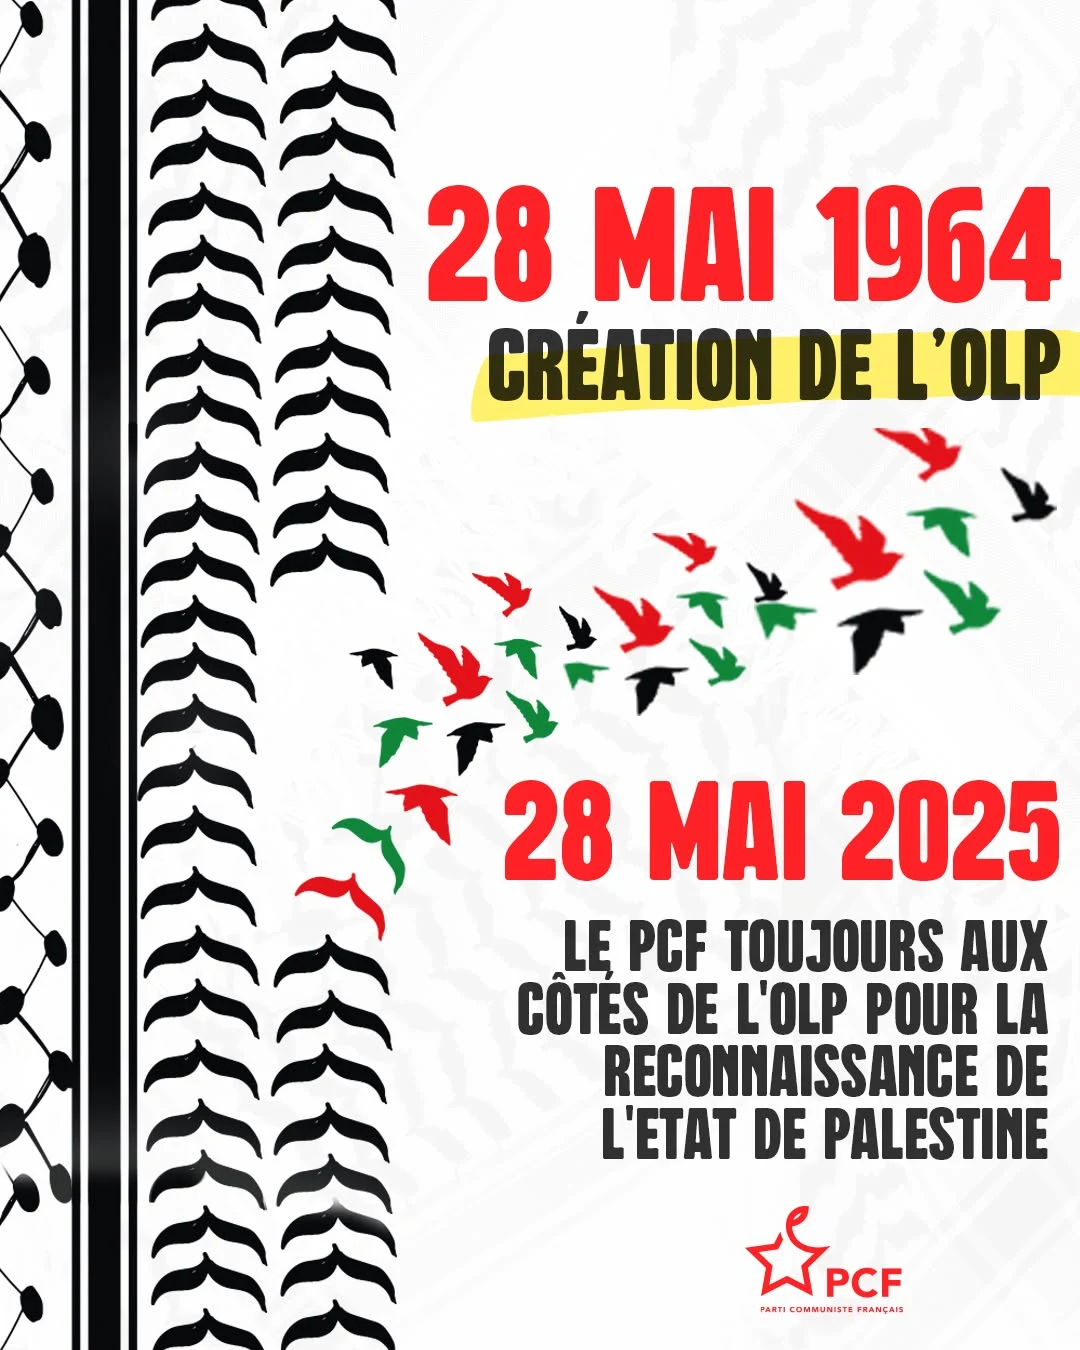 28 MAI 1964
CRÉATION DE L'OLP
28 MAI 2025
LE PCF TOUJOURS AUX
CÔTÉS DE L'OLP POUR LA
RECONNAISSANCE DE
L'ETAT DE PALESTINE
PCF
PARTI COMMUNISTE FRANÇAIS